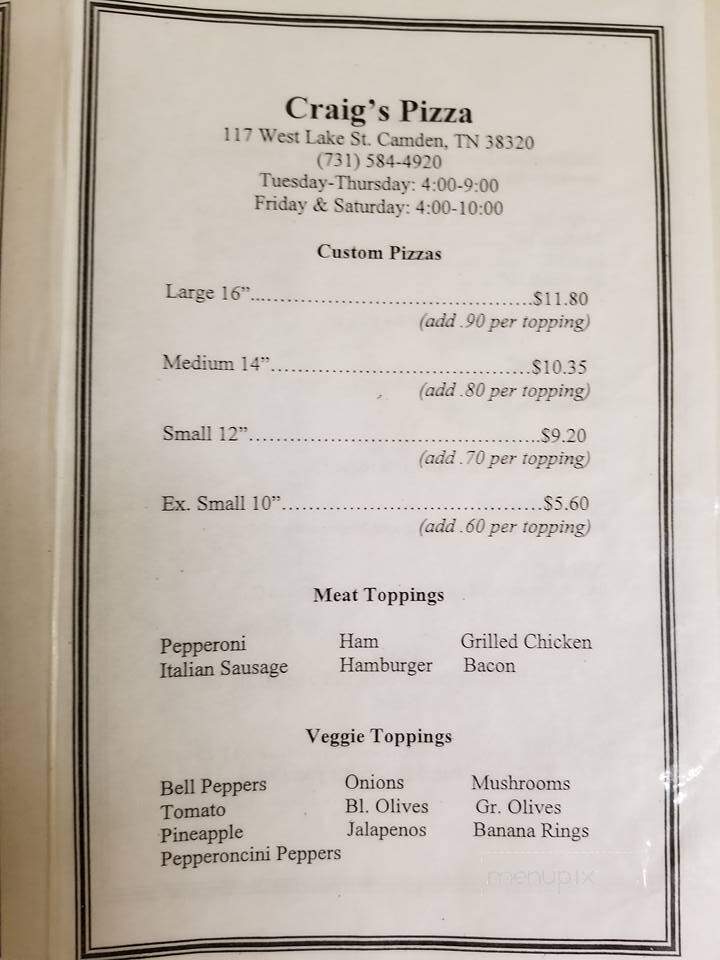 Craig's Pizza
117 West Lake St. Camden, TN 38320
(731) 584-4920
Tuesday-Thursday: 4:00-9:00
Friday & Saturday: 4:00-10:00
Custom Pizzas
Large 16”.............................................$11.80
(add .90 per topping)
Medium 14”.........................................$10.35
(add .80 per topping)
Small 12”..............................................$9.20
(add .70 per topping)
Ex. Small 10”.........................................$5.60
(add .60 per topping)
Meat Toppings
Pepperoni Ham Grilled Chicken
Italian Sausage Hamburger Bacon
Veggie Toppings
Bell Peppers Onions Mushrooms
Tomato Bl. Olives Gr. Olives
Pineapple Jalapenos Banana Rings
Pepperoncini Peppers
menupix